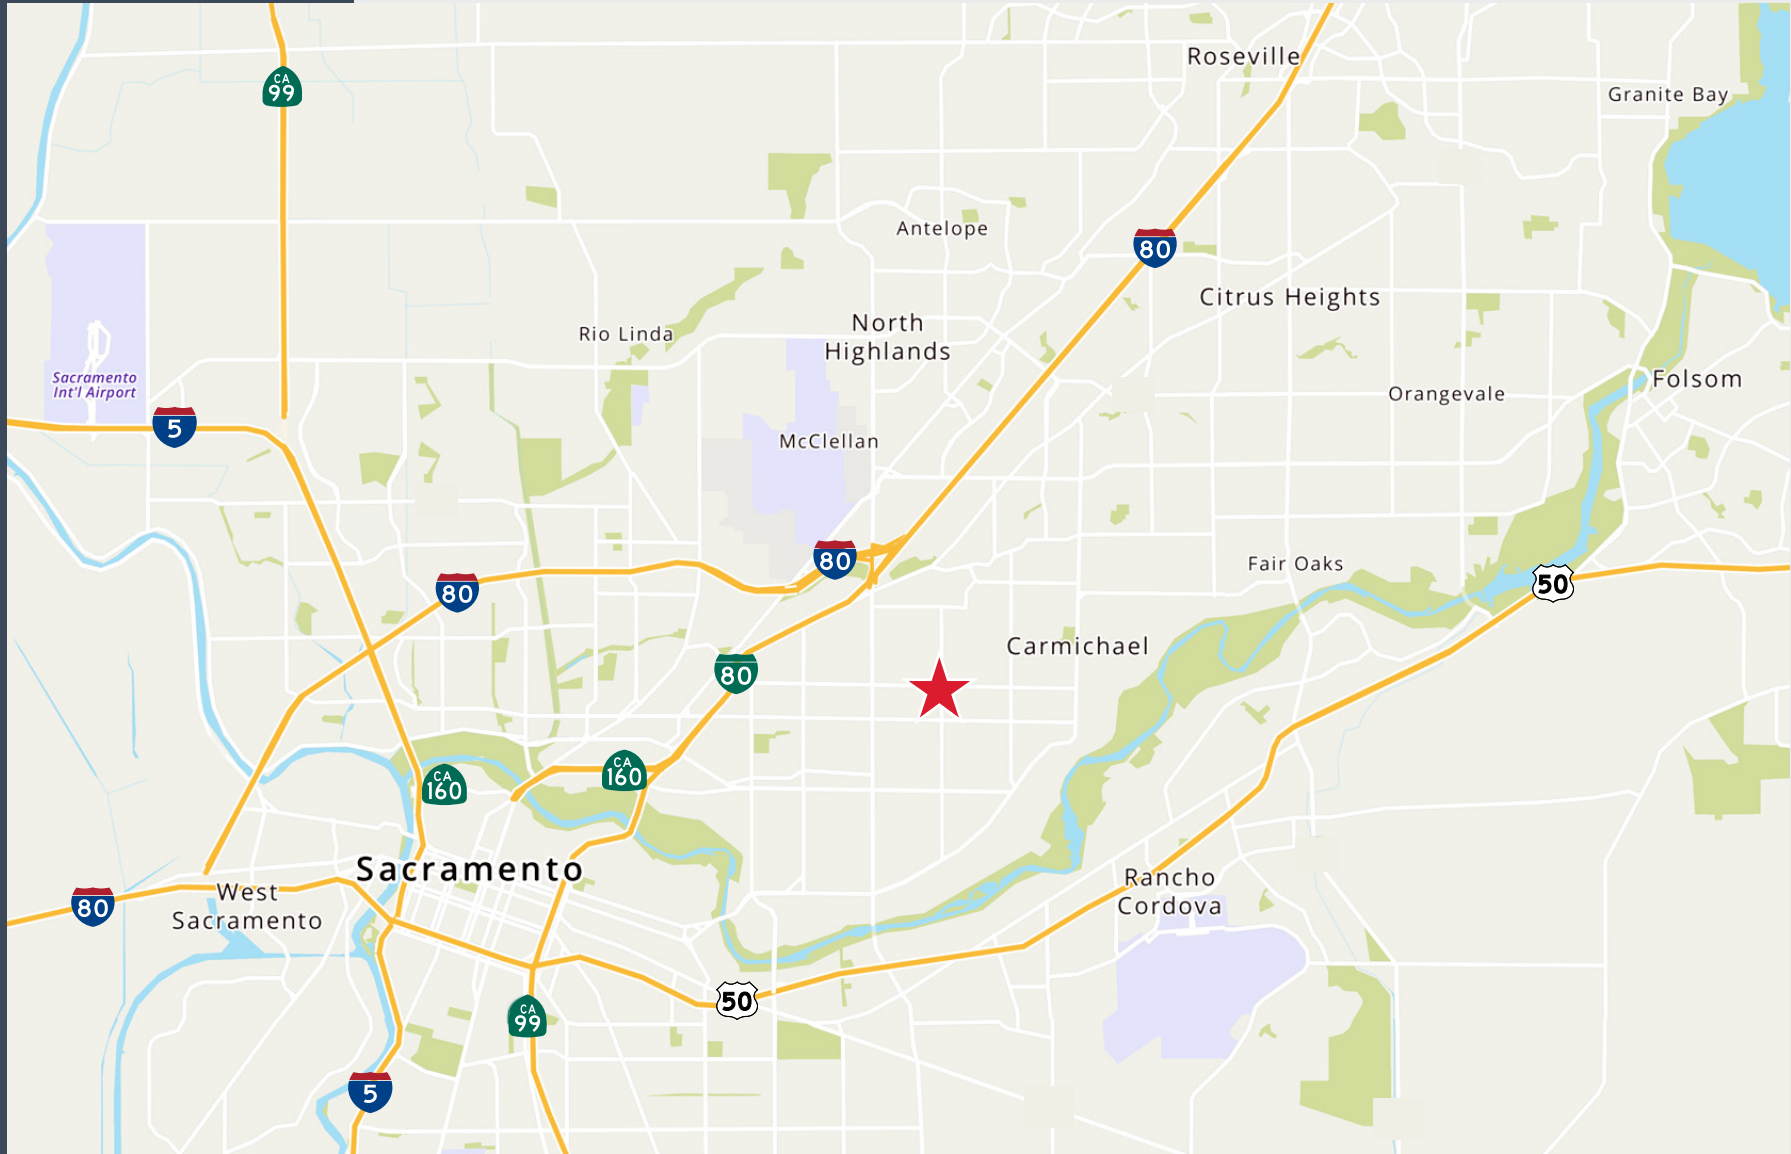 Roseville
CA
99
Granite Bay
Antelope
80
Citrus Heights
North
Highlands
Rio Linda
Sacramento
Int'l Airport
Folsom
Orangevale
5
McClellan
80
80
Fair Oaks
50
Carmichael
80
CA
160
CA
160
Sacramento
West
Sacramento
80
Rancho
Cordova
50
CA
99
5